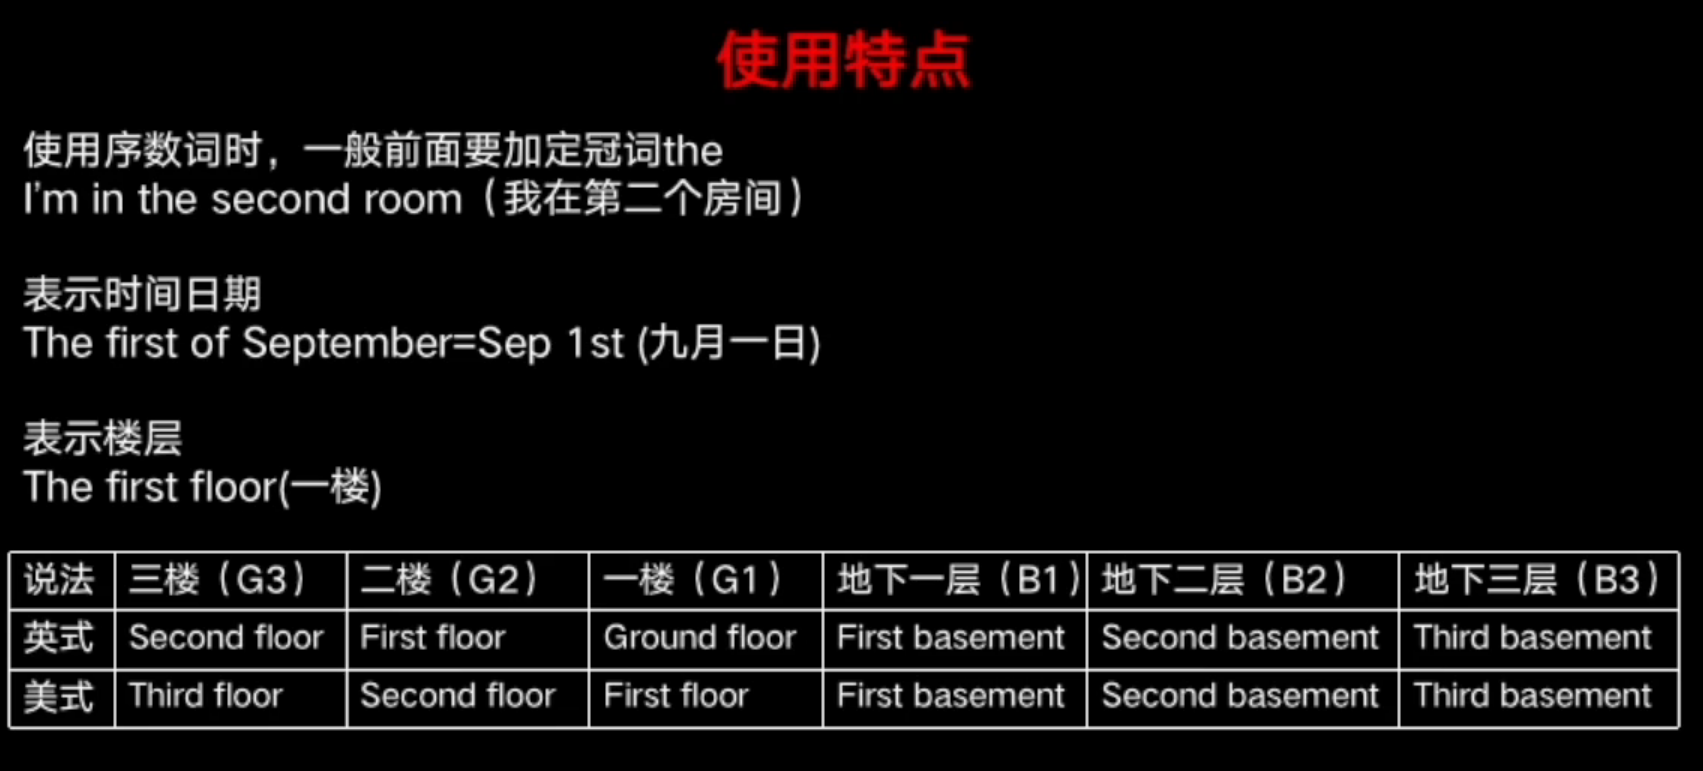 使用特点
使用序数词时，一般前面要加定冠词the
I'm in the second room（我在第二个房间）
表示时间日期
The first of September=Sep 1st (九月一日)
表示楼层
The first floor(一楼)
说法 三楼（G3） 二楼（G2） 一楼（G1） 地下一层（B1） 地下二层（B2） 地下三层（B3）
英式 Second floor First floor Ground floor First basement Second basement Third basement
美式 Third floor Second floor First floor First basement Second basement Third basement